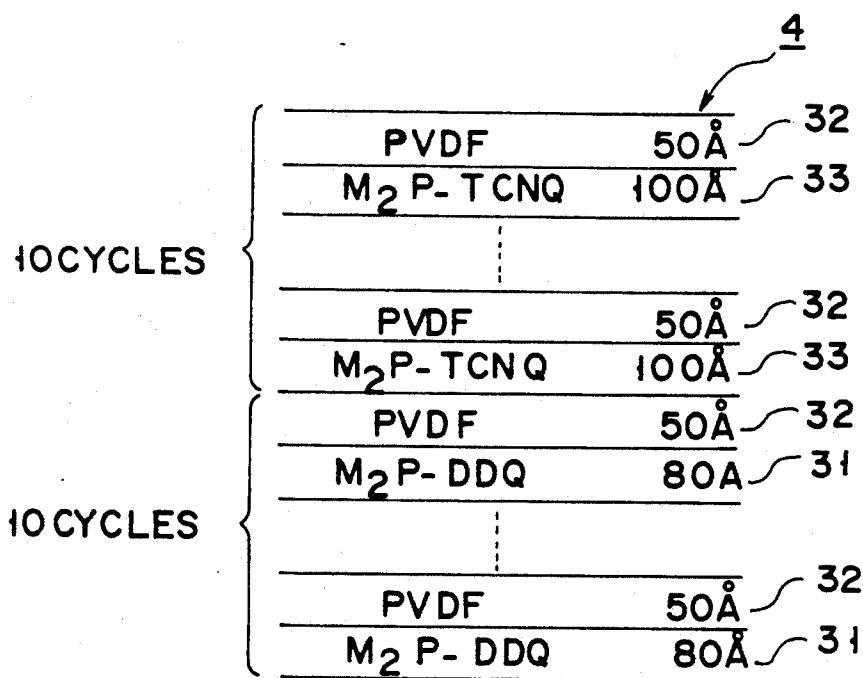 4
PVDF 50Å 32
M₂P-TCNQ 100Å 33
10CYCLES
PVDF 50Å 32
M₂P-TCNQ 100Å 33
PVDF 50Å 32
M₂P-DDQ 80A 31
10CYCLES
PVDF 50Å 32
M₂P-DDQ 80Å 31